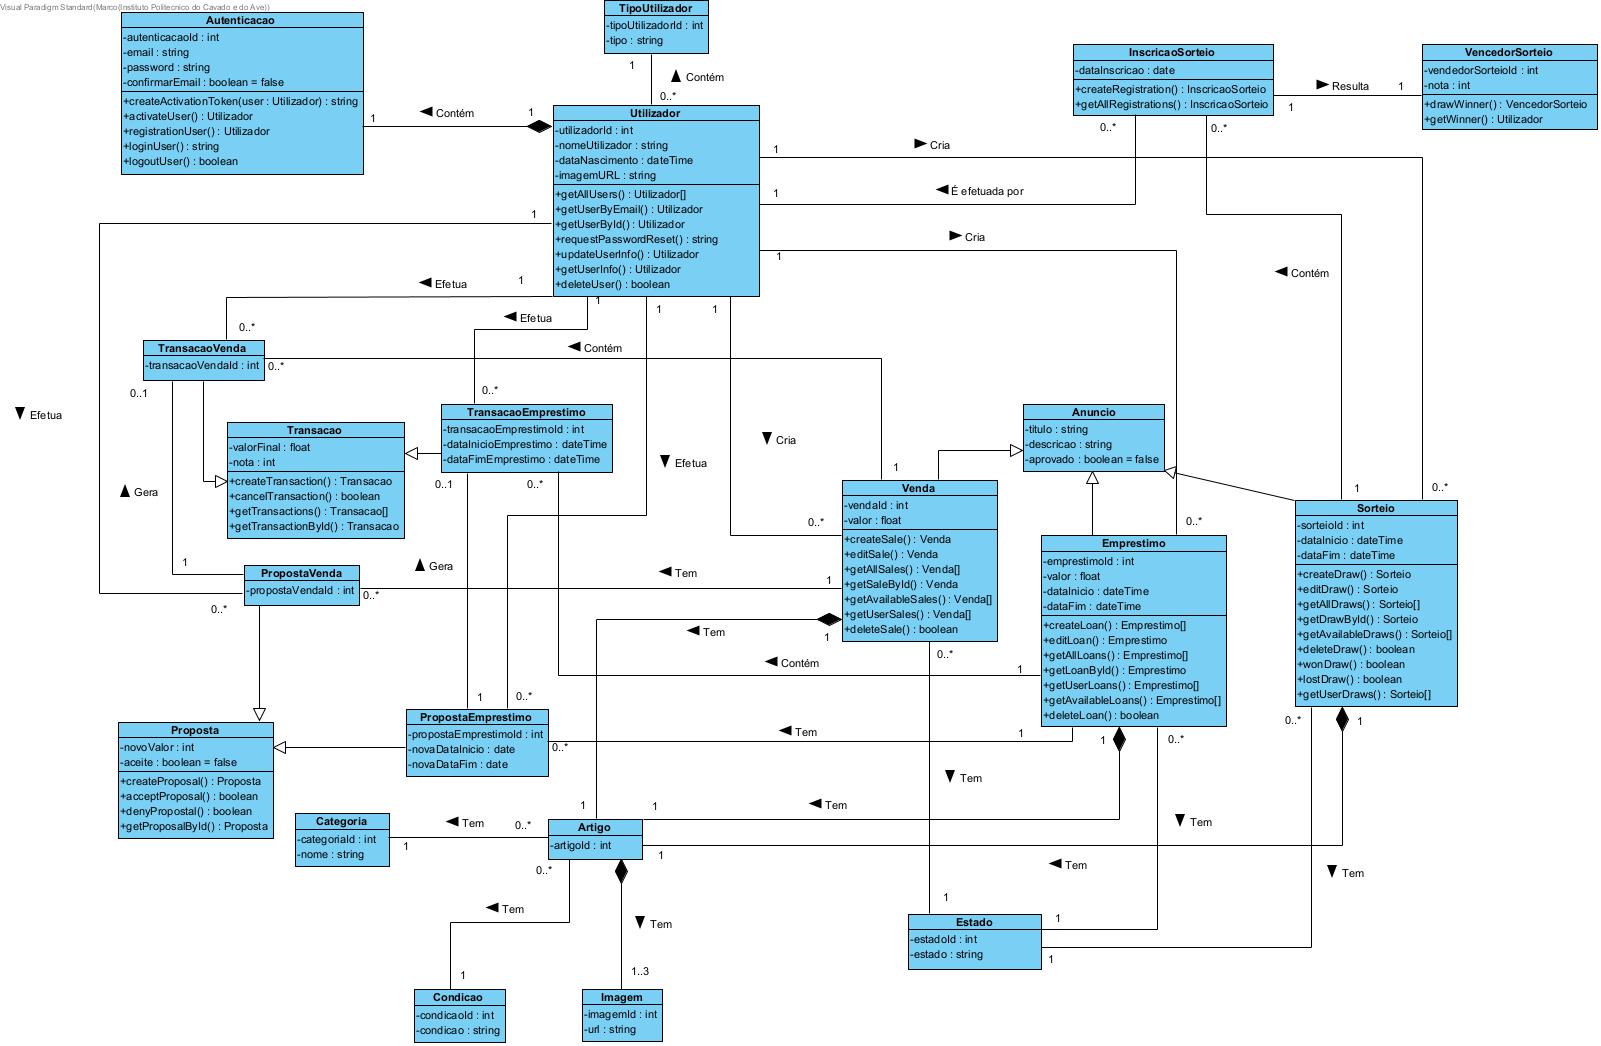 Visual Paradigm Standard(Marco(Instituto Politecnico do Cavado e do Ave))
Autenticacao
-autenticacaoId : int
-email : string
-password : string
-confirmarEmail : boolean = false
+createActivationToken(user : Utilizador) : string
+activateUser() : Utilizador
+registrationUser() : Utilizador
+loginUser() : string
+logoutUser() : boolean
TipoUtilizador
-tipoUtilizadorId : int
-tipo : string
1
Contém
0..*
1
Contém
1
Utilizador
-utilizadorId : int
-nomeUtilizador : string
-dataNascimento : dateTime
-imagemURL : string
+getAllUsers() : Utilizador[]
+getUserByEmail() : Utilizador
+getUserById() : Utilizador
+requestPasswordReset() : string
+updateUserInfo() : Utilizador
+getUserInfo() : Utilizador
+deleteUser() : boolean
InscricaoSorteio
-dataInscricao : date
+createRegistration() : InscricaoSorteio
+getAllRegistrations() : InscricaoSorteio
Resulta
1
1
VencedorSorteio
-vendedorSorteioId : int
-nota : int
+drawWinner() : VencedorSorteio
+getWinner() : Utilizador
0..*
0..*
1
Cria
1
É efetuada por
1
Cria
Contém
1
1
Efetua
1
Efetua
1
1
0..*
Contém
0..*
TransacaoVenda
-transacaoVendaId : int
0..*
0..1
Efetua
Transacao
-valorFinal : float
-nota : int
+createTransaction() : Transacao
+cancelTransaction() : boolean
+getTransactions() : Transacao[]
+getTransactionById() : Transacao
TransacaoEmprestimo
-transacaoEmprestimoId : int
-dataInicioEmprestimo : dateTime
-dataFimEmprestimo : dateTime
0..1
0..*
Efetua
Cria
Anuncio
-titulo : string
-descricao : string
-aprovado : boolean = false
1
0..*
Venda
-vendaId : int
-valor : float
+createSale() : Venda
+editSale() : Venda
+getAllSales() : Venda[]
+getSaleById() : Venda
+getAvailableSales() : Venda[]
+getUserSales() : Venda[]
+deleteSale() : boolean
0..*
Emprestimo
-emprestimoId : int
-valor : float
-dataInicio : dateTime
-dataFim : dateTime
+createLoan() : Emprestimo[]
+editLoan() : Emprestimo
+getAllLoans() : Emprestimo[]
+getLoanById() : Emprestimo
+getUserLoans() : Emprestimo[]
+getAvailableLoans() : Emprestimo[]
+deleteLoan() : boolean
1
0..*
Sorteio
-sorteioId : int
-dataInicio : dateTime
-dataFim : dateTime
+createDraw() : Sorteio
+editDraw() : Sorteio
+getAllDraws() : Sorteio[]
+getDrawById() : Sorteio
+getAvailableDraws() : Sorteio[]
+deleteDraw() : boolean
+wonDraw() : boolean
+lostDraw() : boolean
+getUserDraws() : Sorteio[]
Gera
1
Gera
PropostaVenda
-propostaVendaId : int
0..*
0..*
Tem
1
Tem
1
0..*
Contém
1
1
0..*
PropostaEmprestimo
-propostaEmprestimoId : int
-novaDataInicio : date
-novaDataFim : date
0..*
Tem
1
1
0..*
0..*
1
Proposta
-novoValor : int
-aceite : boolean = false
+createProposal() : Proposta
+acceptProposal() : boolean
+denyPropostal() : boolean
+getProposalById() : Proposta
Tem
1
1
Tem
Categoria
-categoriaId : int
-nome : string
Tem
1
0..*
Artigo
-artigoId : int
1
Tem
Tem
Tem
0..*
Tem
Tem
1
1..3
Condicao
-condicaoId : int
-condicao : string
Imagem
-imagemId : int
-url : string
1
Estado
-estadoId : int
-estado : string
1
1